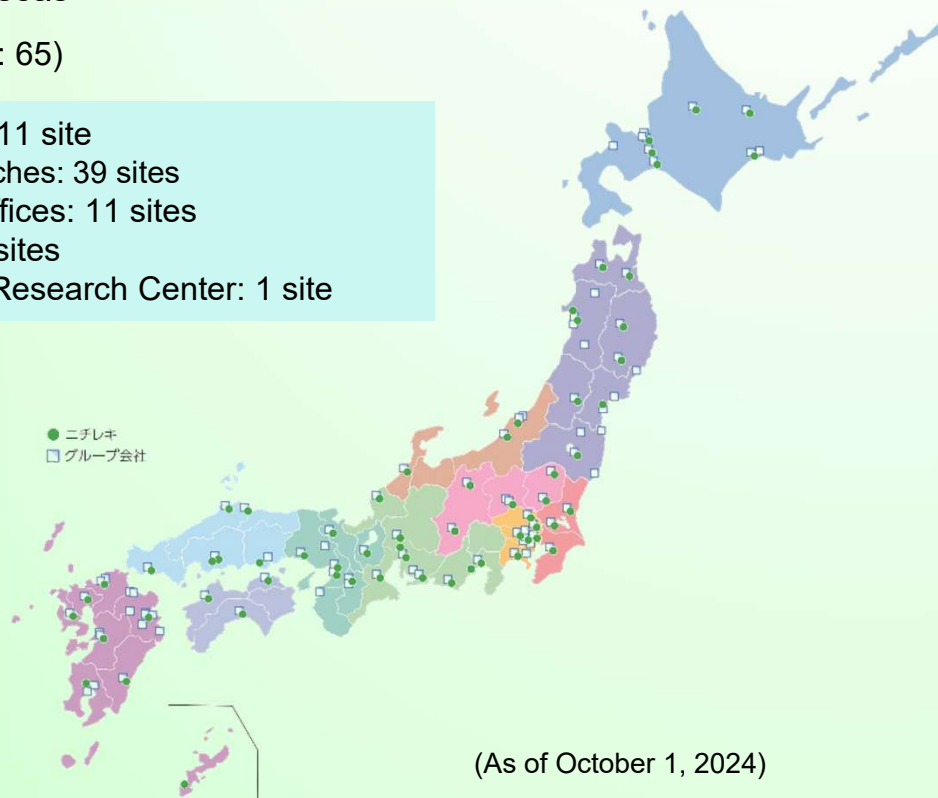 : 65)
11 site
ches: 39 sites
fices: 11 sites
sites
Research Center: 1 site
ニチレキ
グループ会社
(As of October 1, 2024)